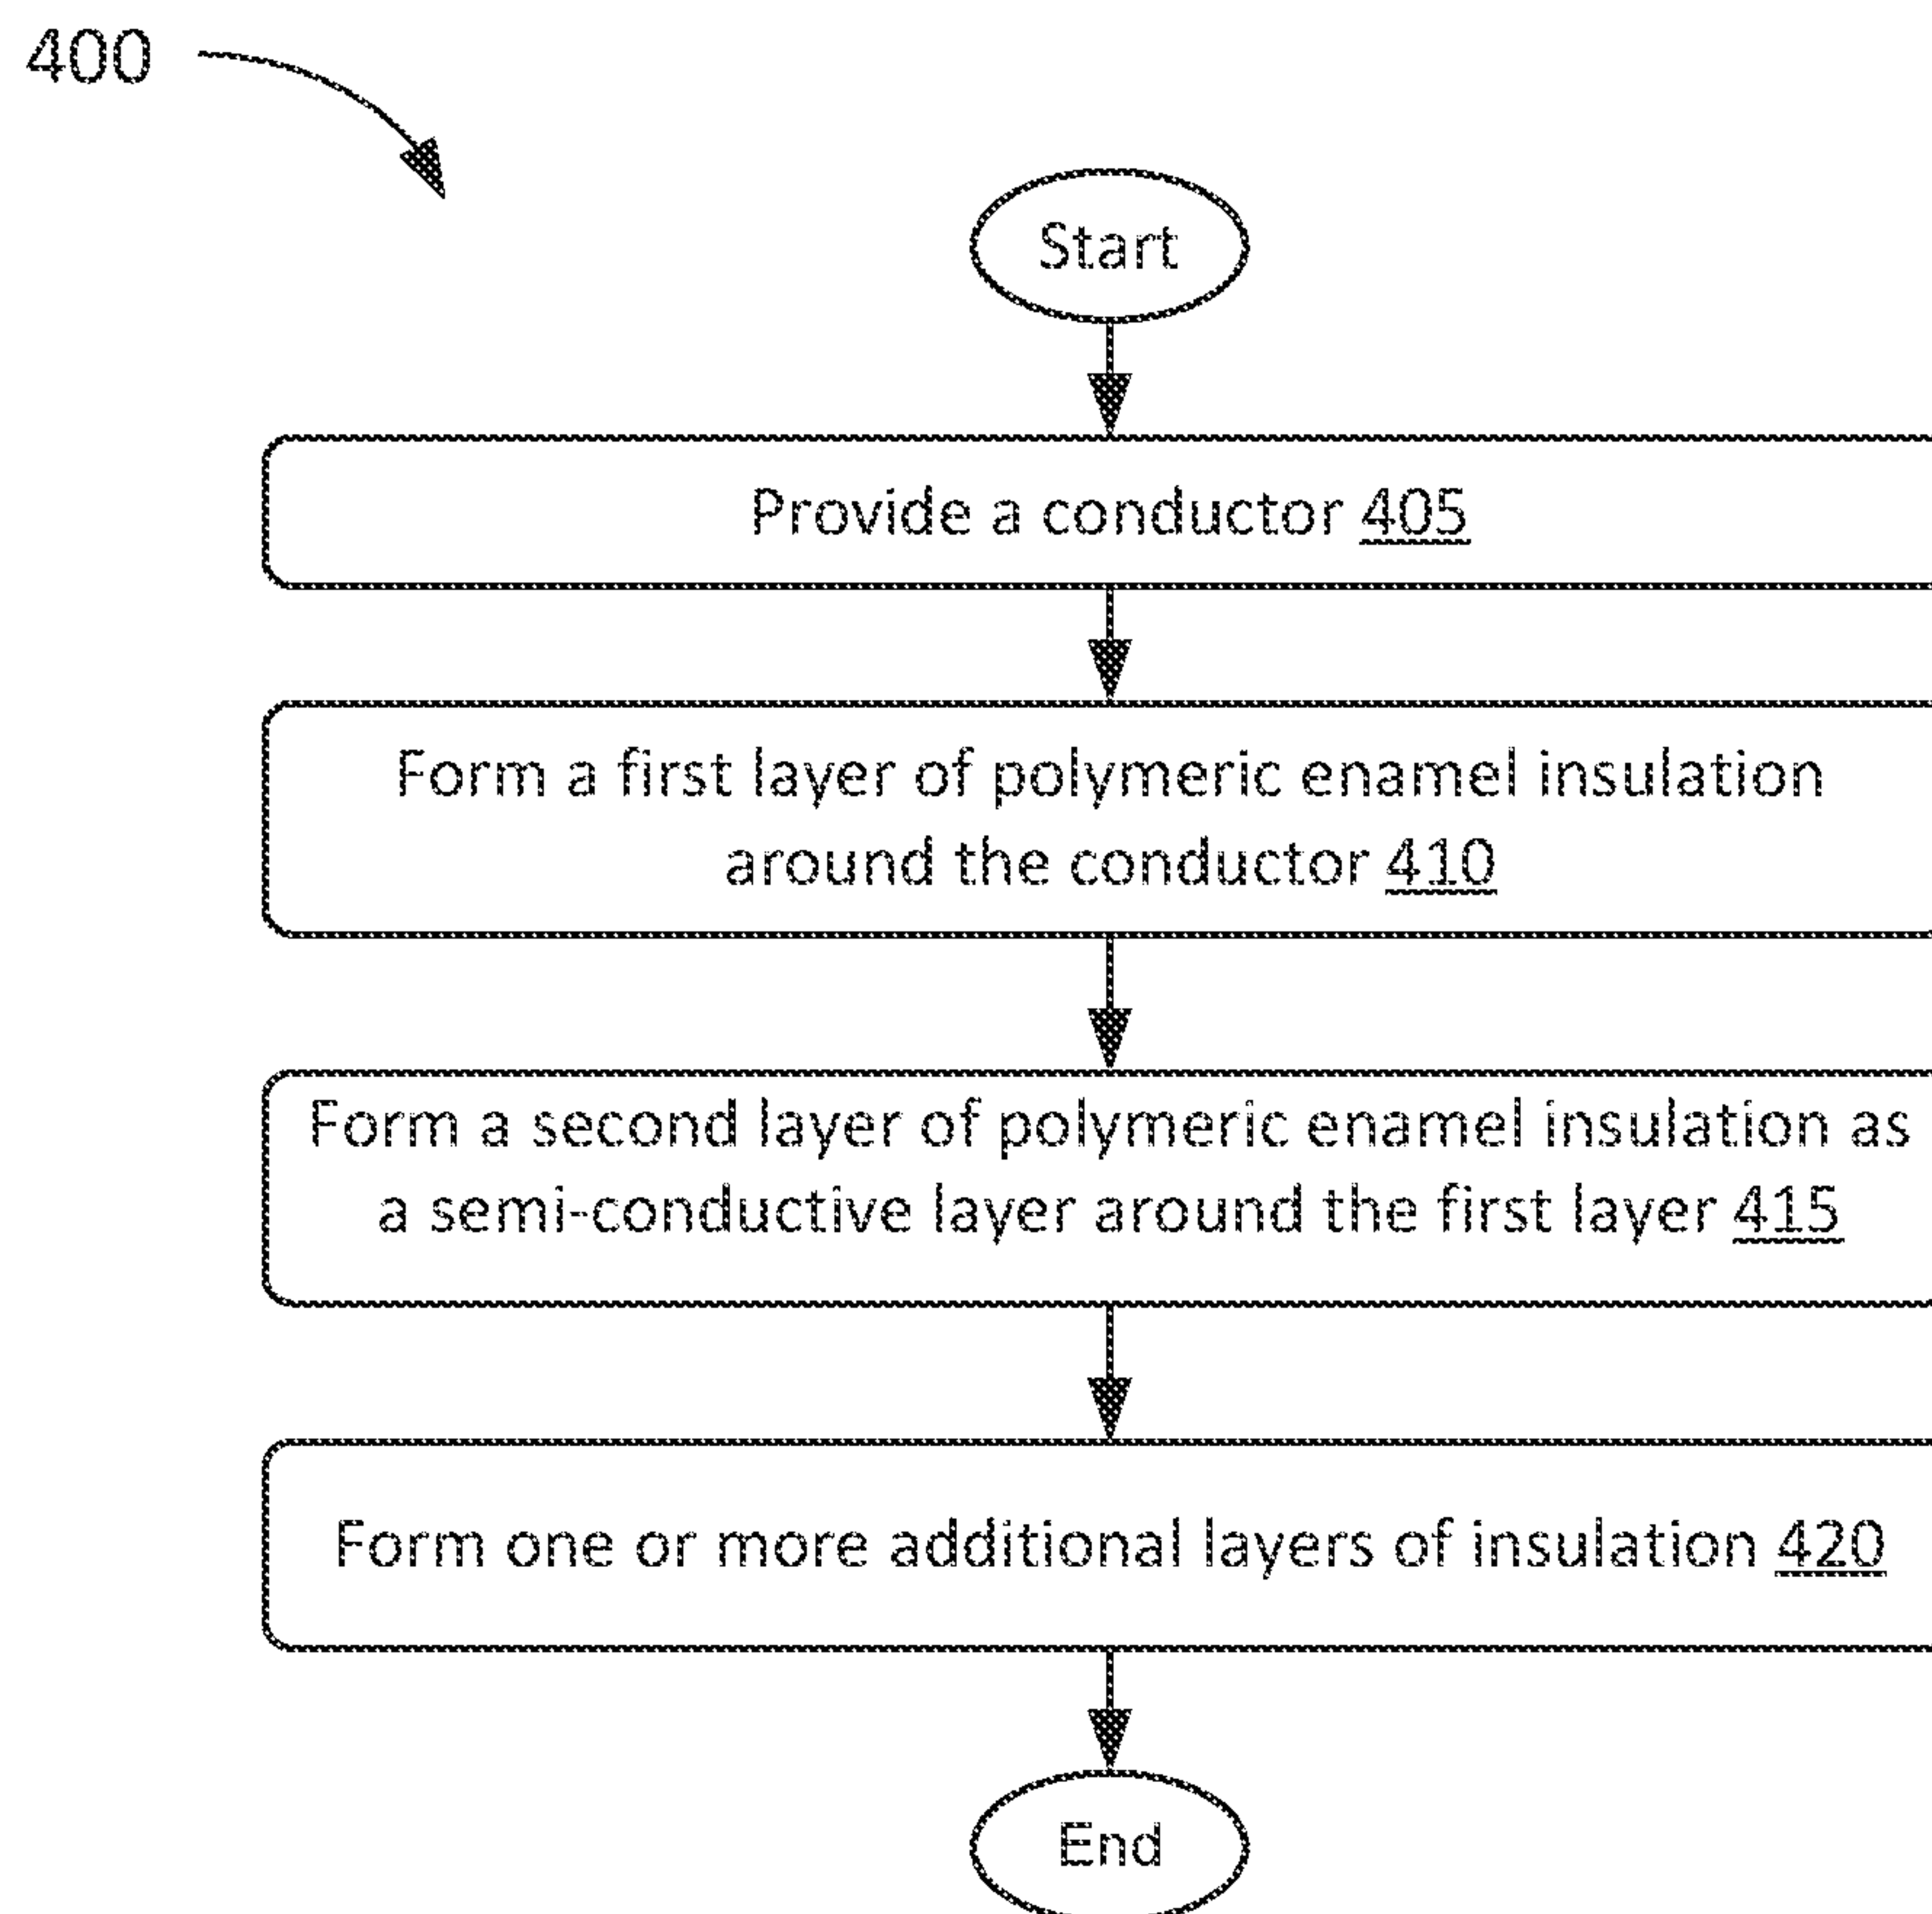 400
Start
Provide a conductor 405
Form a first layer of polymeric enamel insulation
around the conductor 410
Form a second layer of polymeric enamel insulation as
a semi-conductive layer around the first layer 415
Form one or more additional layers of insulation 420
End